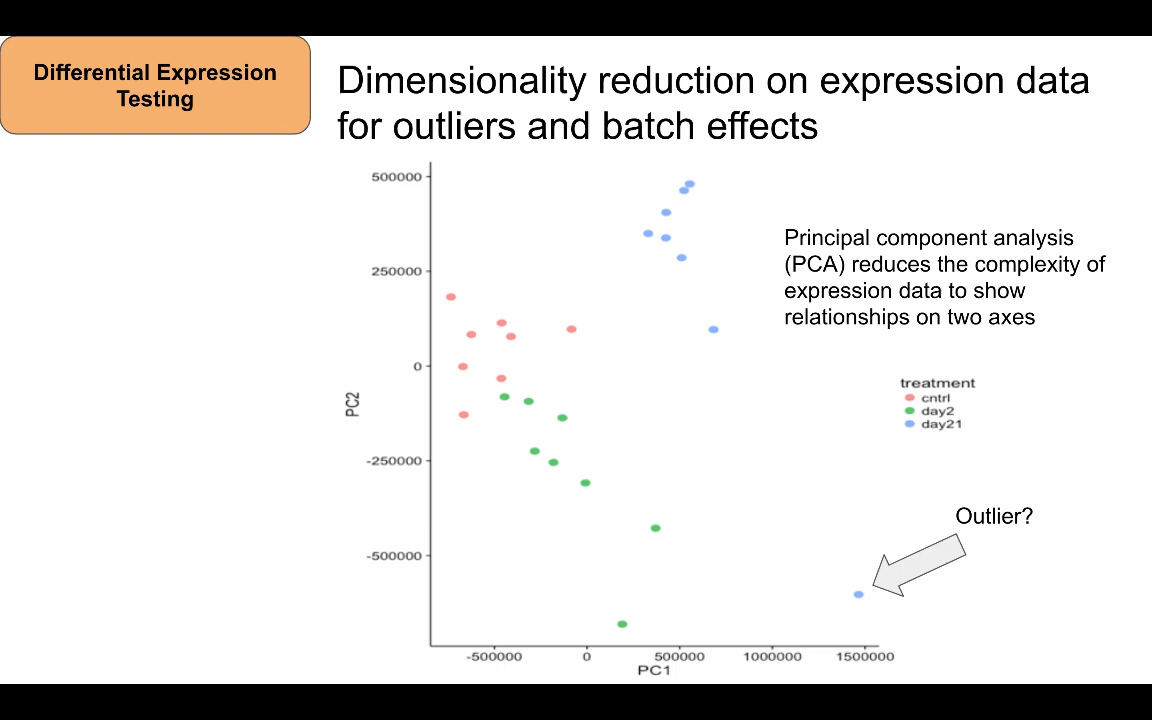 Differential Expression
Testing
Dimensionality reduction on expression data
for outliers and batch effects
500000
250000
0
-250000
-500000
PC2
-500000
0
500000
1000000
1500000
PC1
Principal component analysis
(PCA) reduces the complexity of
expression data to show
relationships on two axes
treatment
cntrl
day2
day21
Outlier?